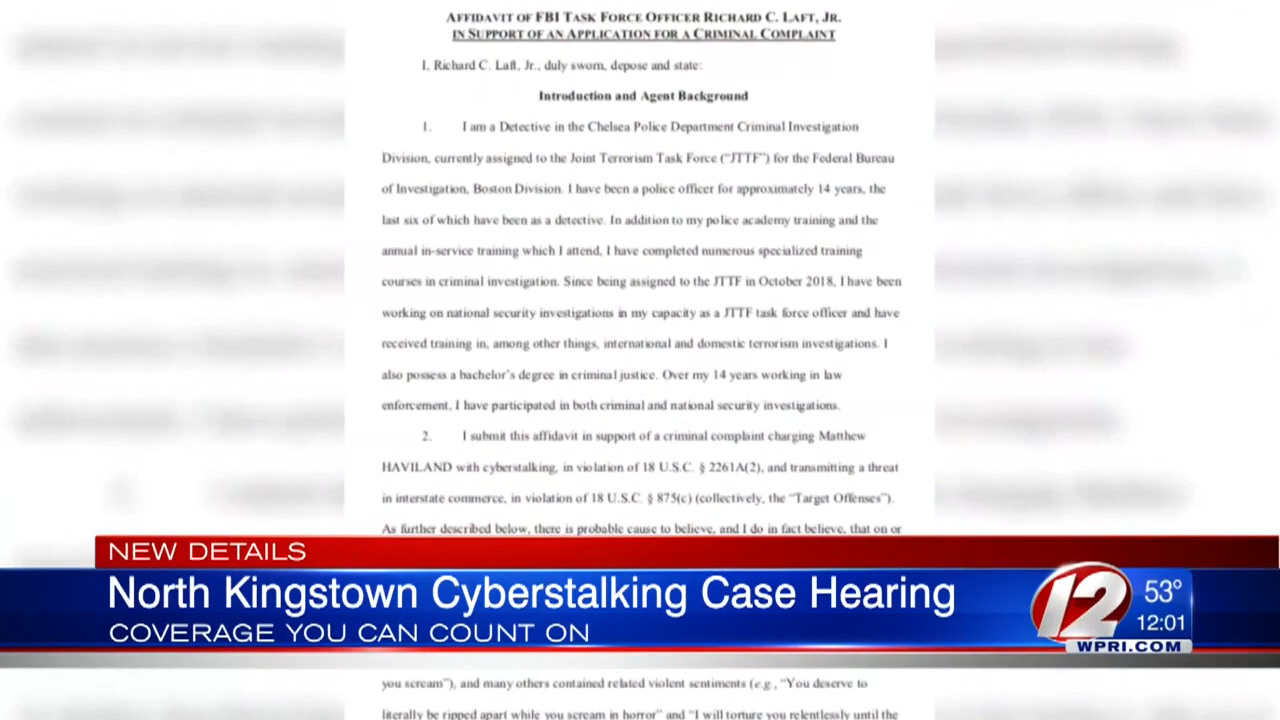 AFFIDAVIT OF FBI TASK FORCE OFFICER RICHARD C. LAFT, JR.
IN SUPPORT OF AN APPLICATION FOR A CRIMINAL COMPLAINT
I, Richard C. Laft, Jr., duly sworn, depose and state:
Introduction and Agent Background
1. I am a Detective in the Chelsea Police Department Criminal Investigation
Division, currently assigned to the Joint Terrorism Task Force ("JTTF") for the Federal Bureau
of Investigation, Boston Division. I have been a police officer for approximately 14 years, the
last six of which have been as a detective. In addition to my police academy training and the
annual in-service training which I attend, I have completed numerous specialized training
courses in criminal investigation. Since being assigned to the JTTF in October 2018, I have been
working on national security investigations in my capacity as a JTTF task force officer and have
received training in, among other things, international and domestic terrorism investigations. I
also possess a bachelor's degree in criminal justice. Over my 14 years working in law
enforcement, I have participated in both criminal and national security investigations.
2. I submit this affidavit in support of a criminal complaint charging Matthew
HAVILAND with cyberstalking, in violation of 18 U.S.C. § 2261A(2), and transmitting a threat
in interstate commerce, in violation of 18 U.S.C. § 875(c) (collectively, the "Target Offenses").
As further described below, there is probable cause to believe, and I do in fact believe, that on or
NEW DETAILS
North Kingstown Cyberstalking Case Hearing
COVERAGE YOU CAN COUNT ON
12
53°
12:01
WPRI.COM
you scream"), and many others contained related violent sentiments (e.g., "You deserve to
literally be ripped apart while you scream in horror" and "I will torture you relentlessly until the